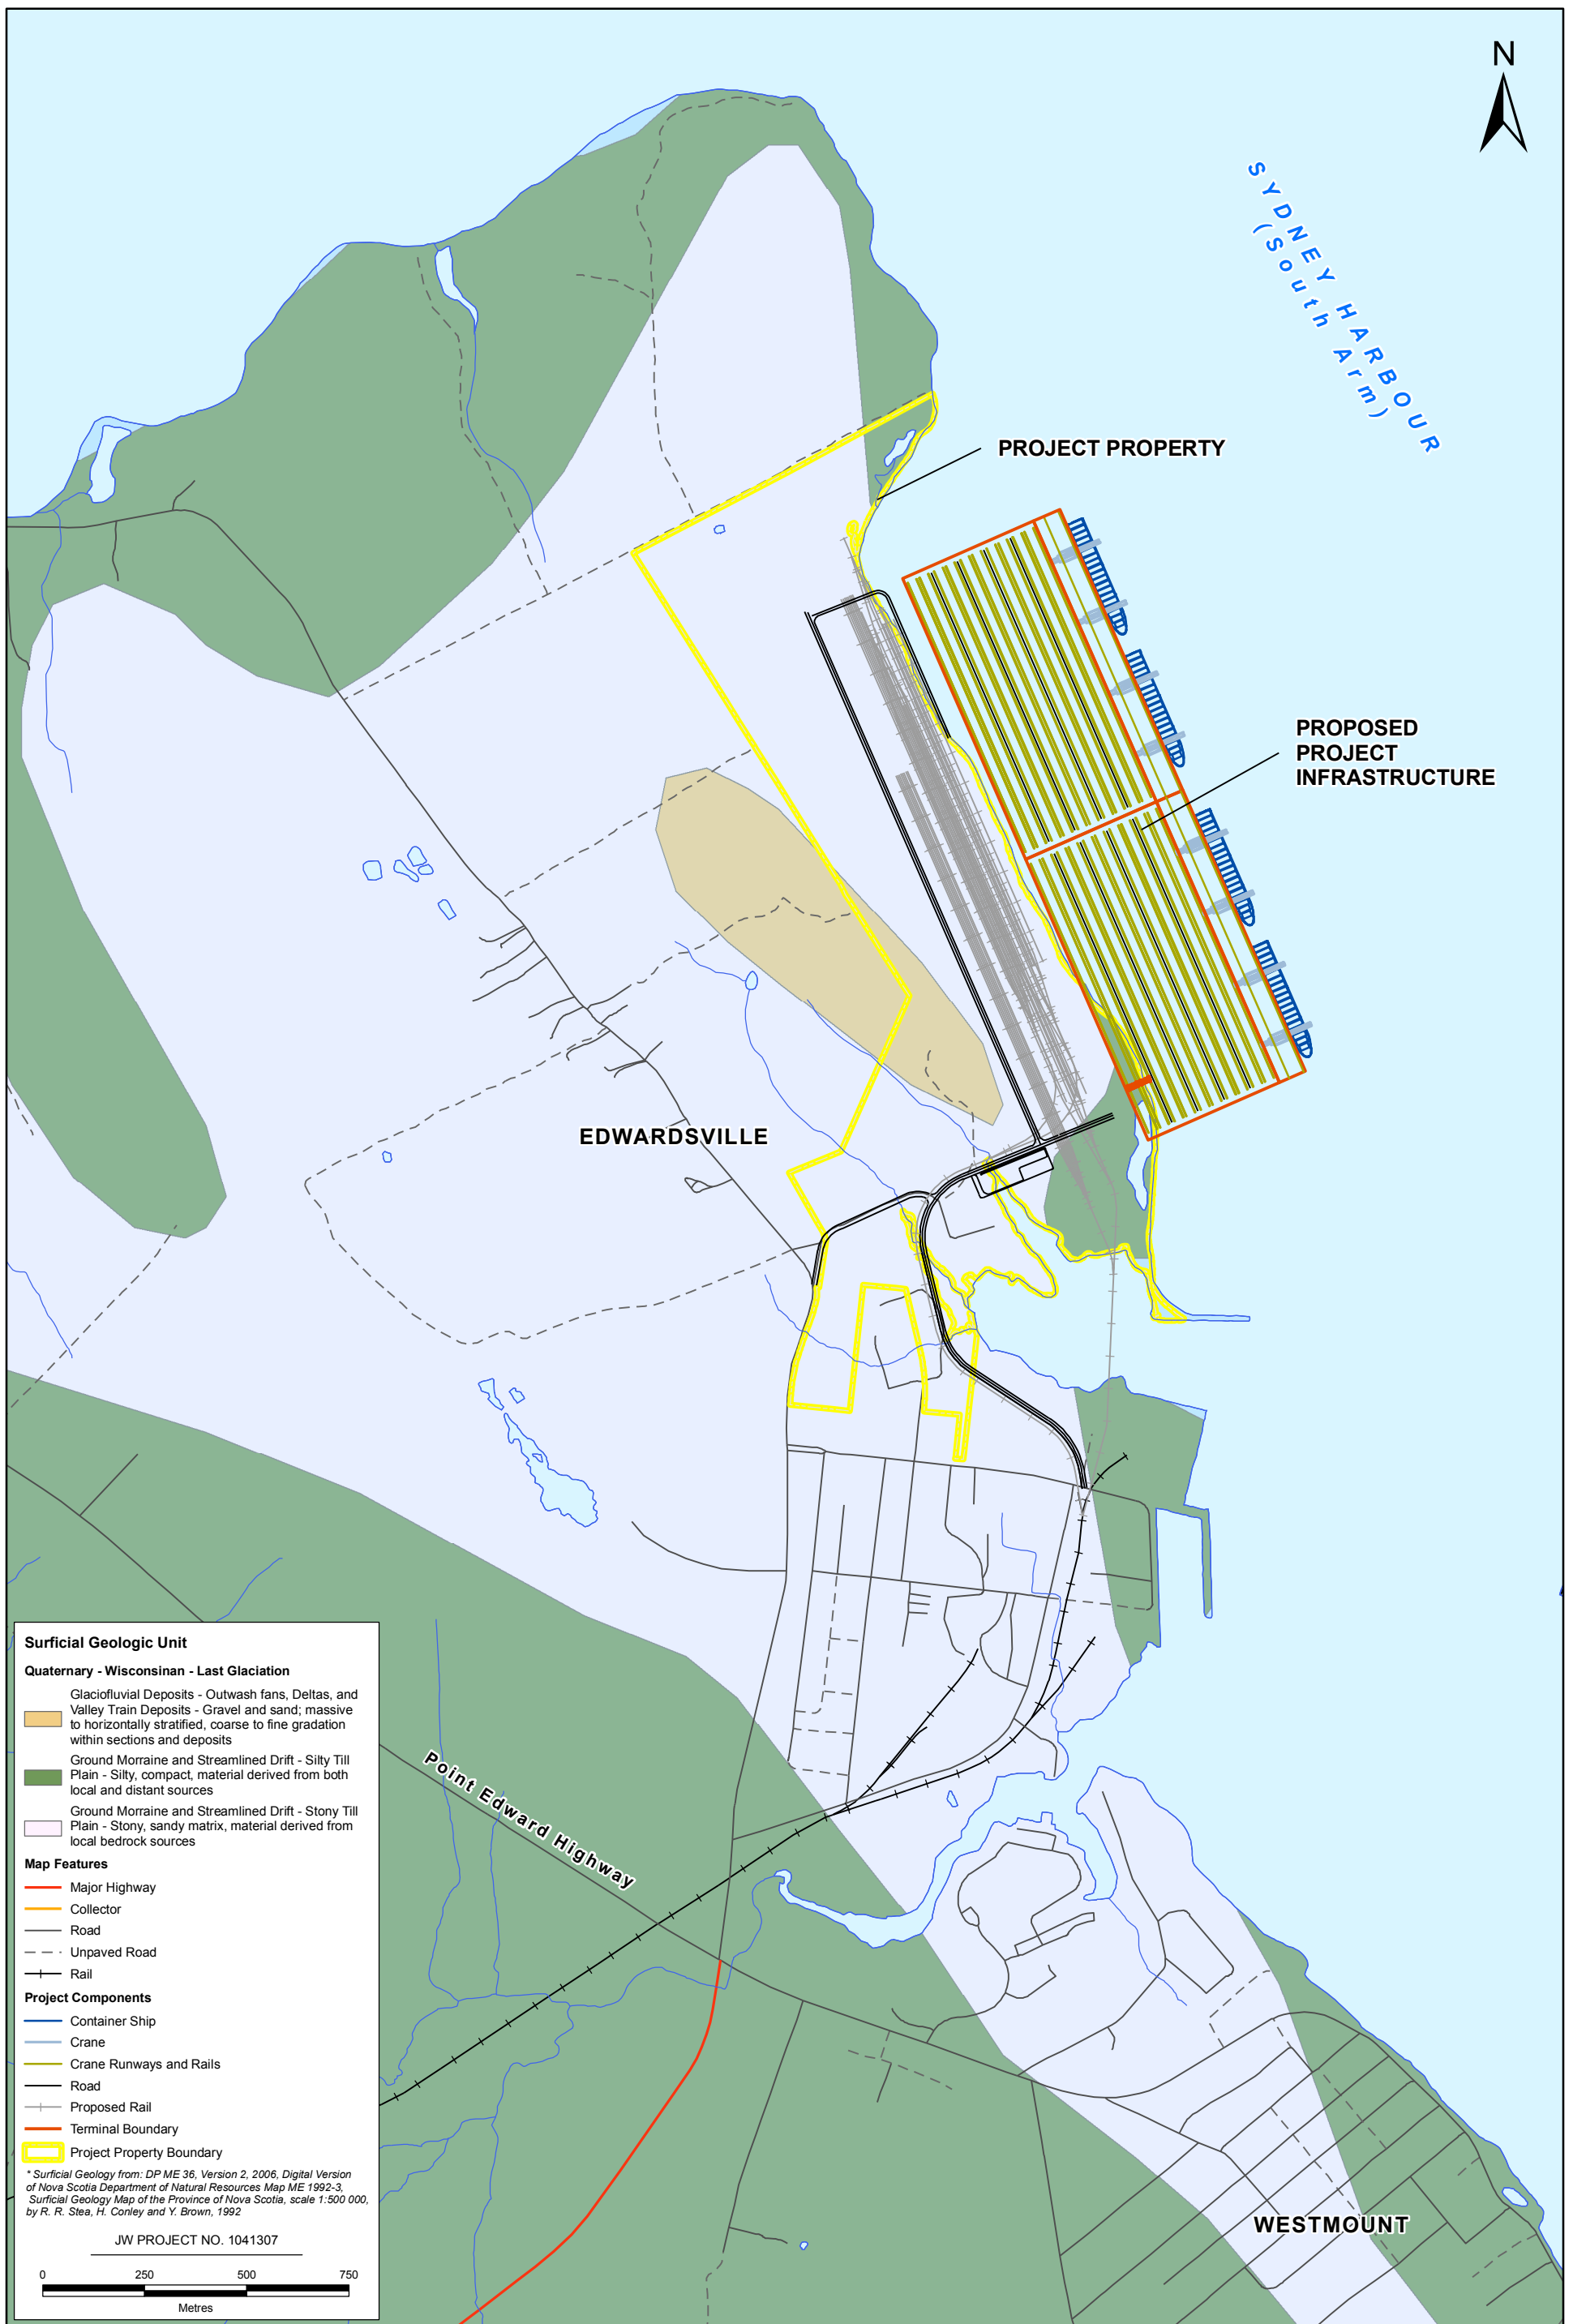 N
SYDNEY HARBOUR
(South Arm)
PROJECT PROPERTY
PROPOSED
PROJECT
INFRASTRUCTURE
EDWARDSVILLE
Point Edward Highway
WESTMOUNT
Surficial Geologic Unit
Quaternary - Wisconsinan - Last Glaciation
Glaciofluvial Deposits - Outwash fans, Deltas, and
Valley Train Deposits - Gravel and sand; massive
to horizontally stratified, coarse to fine gradation
within sections and deposits
Ground Morraine and Streamlined Drift - Silty Till
Plain - Silty, compact, material derived from both
local and distant sources
Ground Morraine and Streamlined Drift - Stony Till
Plain - Stony, sandy matrix, material derived from
local bedrock sources
Map Features
Major Highway
Collector
Road
Unpaved Road
Rail
Project Components
Container Ship
Crane
Crane Runways and Rails
Road
Proposed Rail
Terminal Boundary
Project Property Boundary
* Surficial Geology from: DP ME 36, Version 2, 2006, Digital Version
of Nova Scotia Department of Natural Resources Map ME 1992-3,
Surficial Geology Map of the Province of Nova Scotia, scale 1:500 000,
by R. R. Stea, H. Conley and Y. Brown, 1992
JW PROJECT NO. 1041307
0 250 500 750
Metres